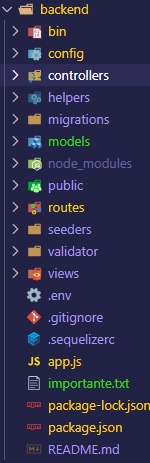 backend
bin
config
controllers
helpers
migrations
models
node_modules
public
routes
seeders
validator
views
.env
.gitignore
.sequelizerc
app.js
importante.txt
package-lock.json
package.json
README.md